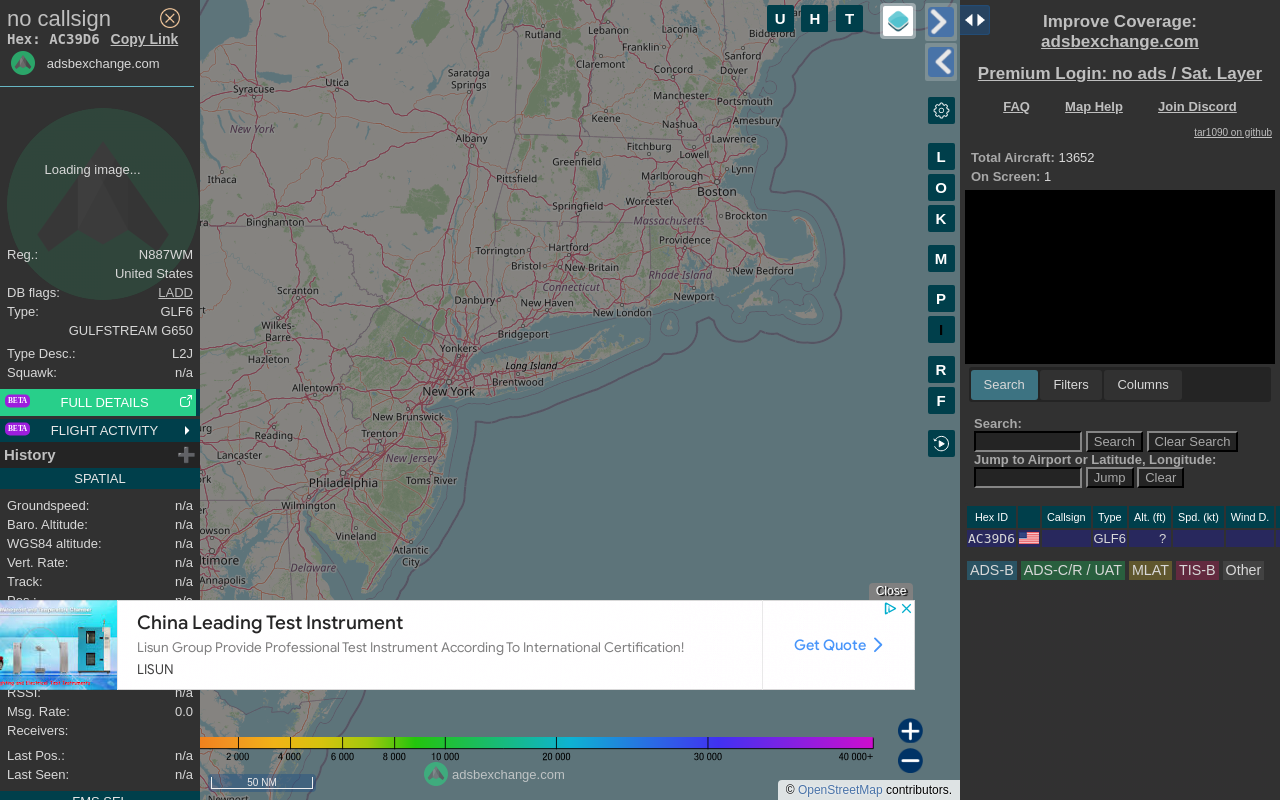 no callsign
Hex: AC39D6 Copy Link
adsbexchange.com
Loading image...
Reg.: N887WM
United States
DB flags: LADD
Type: GLF6
GULFSTREAM G650
Type Desc.: L2J
Squawk: n/a
BETA FULL DETAILS
BETA FLIGHT ACTIVITY
History
SPATIAL
Groundspeed: n/a
Baro. Altitude: n/a
WGS84 altitude: n/a
Vert. Rate: n/a
Track: n/a
Pos.: n/a
RSSI: n/a
Msg. Rate: 0.0
Receivers:
Last Pos.: n/a
Last Seen: n/a
FMS SEL
U H T
L
O
K
M
P
I
R
F
Rutland
Lebanon
Laconia
Biddeford
Franklin
Claremont
Sanford
Concord
Dover
Saratoga
Springs
Utica
Syracuse
Manchester
Portsmouth
Keene
Nashua
Amesbury
New York
Albany
Fitchburg
Lawrence
Greenfield
Lowell
Lynn
Ithaca
Pittsfield
Marlborough
Boston
Springfield
Worcester
Binghamton
Massachusetts
Brockton
Torrington
Hartford
Providence
Bristol
New Britain
Rhode Island
New Bedford
Connecticut
Scranton
Danbury
New Haven
Newport
New London
Wilkes-
Barre
Bridgeport
Yonkers
Hazleton
Long Island
Allentown
New York
Brentwood
New Brunswick
Reading
Trenton
Lancaster
New Jersey
Toms River
Philadelphia
Wilmington
Vineland
Atlantic
City
Delaware
Annapolis
Close
China Leading Test Instrument
Lisun Group Provide Professional Test Instrument According To International Certification!
LISUN
Get Quote
2 000 4 000 6 000 8 000 10 000 20 000 30 000 40 000+
adsbexchange.com
50 NM
Newport
© OpenStreetMap contributors.
Improve Coverage:
adsbexchange.com
Premium Login: no ads / Sat. Layer
FAQ Map Help Join Discord
tar1090 on github
Total Aircraft: 13652
On Screen: 1
Search Filters Columns
Search:
Search Clear Search
Jump to Airport or Latitude, Longitude:
Jump Clear
Hex ID Callsign Type Alt. (ft) Spd. (kt) Wind D.
AC39D6 GLF6 ?
ADS-B ADS-C/R / UAT MLAT TIS-B Other